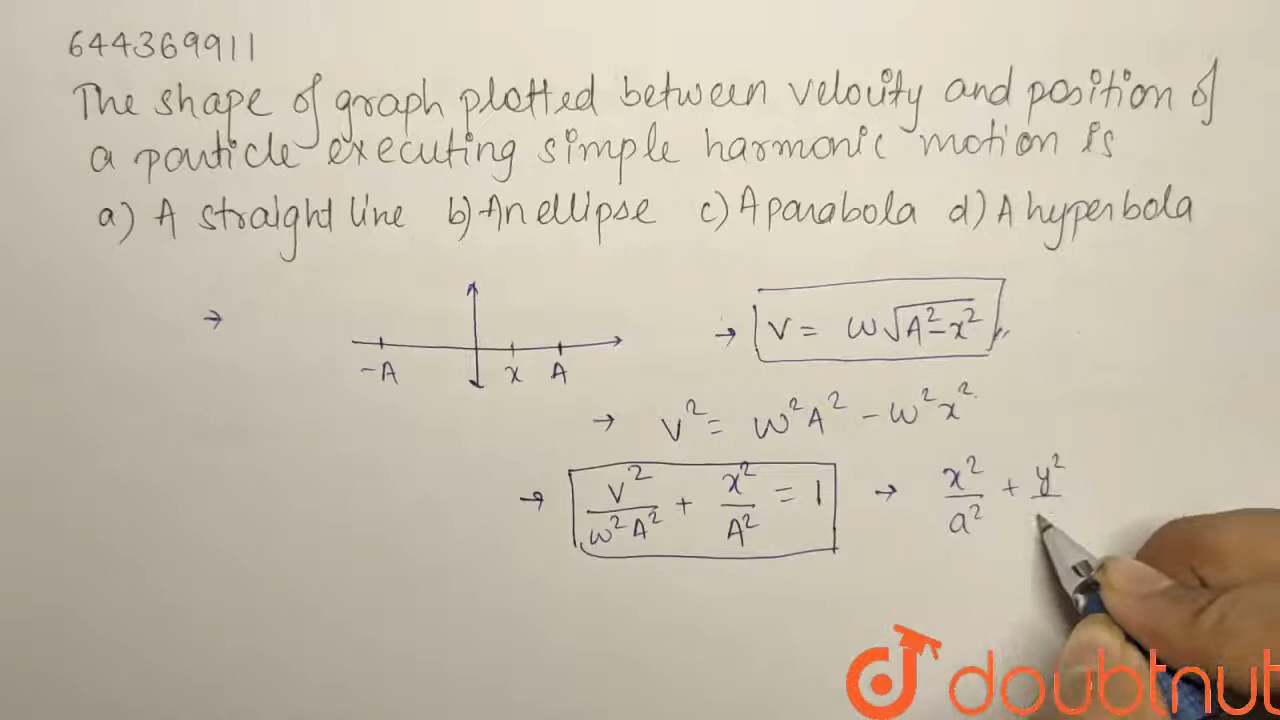 644369911
The shape of graph plotted between velocity and position of
a particle executing simple harmonic motion is
a) A straight line b) An ellipse c) A parabola d) A hyperbola
→ -A x A → V = ω√A²-x²
→ V² = ω²A² - ω²x²
→ V²/ω²A² + x²/A² = 1 → x²/a² + y²/
doubtnut